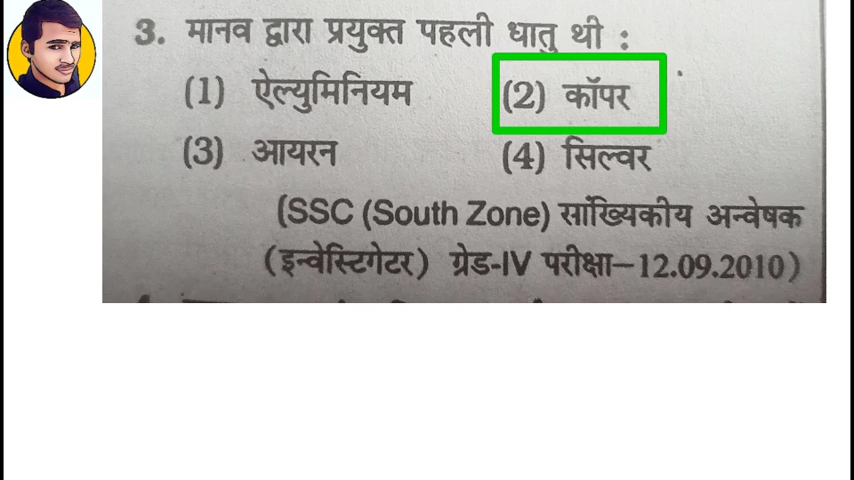 3. मानव द्वारा प्रयुक्त पहली धातु थी :
(1) ऐल्युमिनियम (2) कॉपर
(3) आयरन (4) सिल्वर
(SSC (South Zone) सांख्यिकीय अन्वेषक
(इन्वेस्टिगेटर) ग्रेड-IV परीक्षा–12.09.2010)